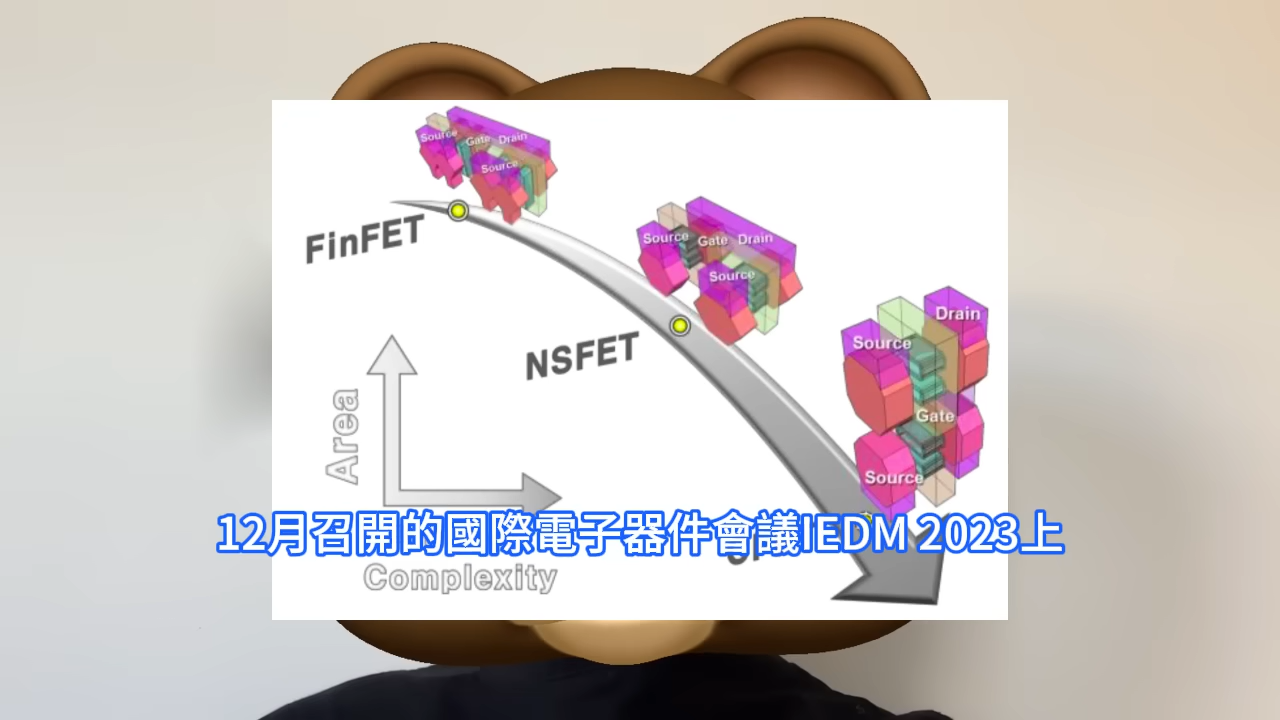 Source Gate Drain
Source
FinFET
Source Gate Drain
Source
NSFET
Drain
Source
Gate
Source
Area
12月召開的國際電子器件會議IEDM 2023上
Complexity